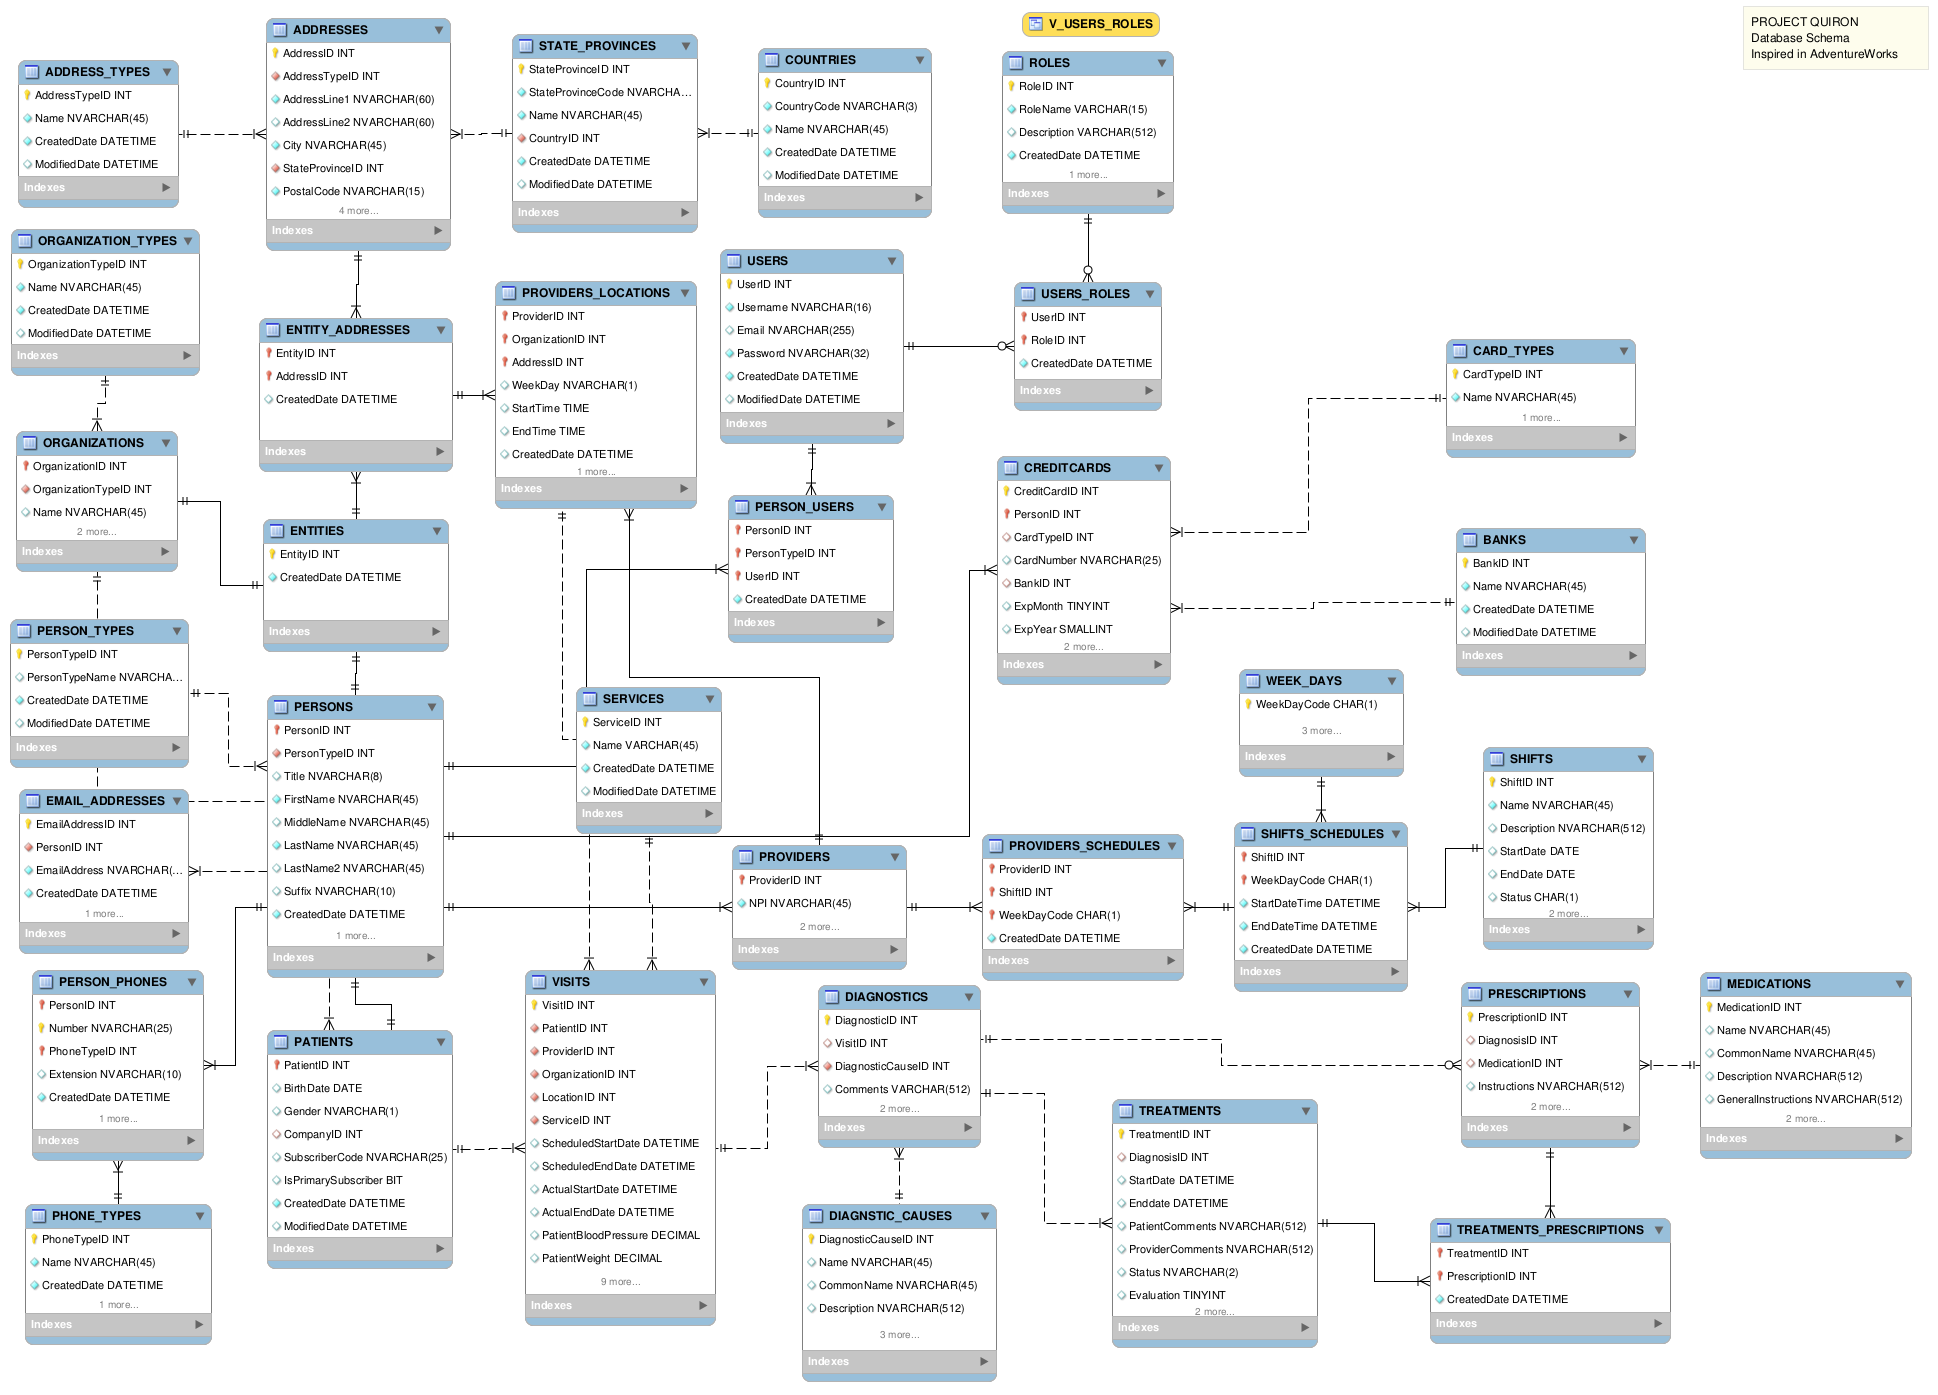 V_USERS_ROLES
PROJECT QUIRON
Database Schema
Inspired in AdventureWorks
ADDRESS_TYPES
AddressTypeID INT
Name NVARCHAR(45)
CreatedDate DATETIME
ModifiedDate DATETIME
Indexes
ADDRESSES
AddressID INT
AddressTypeID INT
AddressLine1 NVARCHAR(60)
AddressLine2 NVARCHAR(60)
City NVARCHAR(45)
StateProvinceID INT
PostalCode NVARCHAR(15)
4 more...
Indexes
STATE_PROVINCES
StateProvinceID INT
StateProvinceCode NVARCHA...
Name NVARCHAR(45)
CountryID INT
CreatedDate DATETIME
ModifiedDate DATETIME
Indexes
COUNTRIES
CountryID INT
CountryCode NVARCHAR(3)
Name NVARCHAR(45)
CreatedDate DATETIME
ModifiedDate DATETIME
Indexes
ROLES
RoleID INT
RoleName VARCHAR(15)
Description VARCHAR(512)
CreatedDate DATETIME
1 more...
Indexes
ORGANIZATION_TYPES
OrganizationTypeID INT
Name NVARCHAR(45)
CreatedDate DATETIME
ModifiedDate DATETIME
Indexes
ENTITY_ADDRESSES
EntityID INT
AddressID INT
CreatedDate DATETIME
Indexes
PROVIDERS_LOCATIONS
ProviderID INT
OrganizationID INT
AddressID INT
WeekDay NVARCHAR(1)
StartTime TIME
EndTime TIME
CreatedDate DATETIME
1 more...
Indexes
USERS
UserID INT
Username NVARCHAR(16)
Email NVARCHAR(255)
Password NVARCHAR(32)
CreatedDate DATETIME
ModifiedDate DATETIME
Indexes
USERS_ROLES
UserID INT
RoleID INT
CreatedDate DATETIME
Indexes
CARD_TYPES
CardTypeID INT
Name NVARCHAR(45)
1 more...
Indexes
ORGANIZATIONS
OrganizationID INT
OrganizationTypeID INT
Name NVARCHAR(45)
2 more...
Indexes
ENTITIES
EntityID INT
CreatedDate DATETIME
Indexes
PERSON_USERS
PersonID INT
PersonTypeID INT
UserID INT
CreatedDate DATETIME
Indexes
CREDITCARDS
CreditCardID INT
PersonID INT
CardTypeID INT
CardNumber NVARCHAR(25)
BankID INT
ExpMonth TINYINT
ExpYear SMALLINT
2 more...
Indexes
BANKS
BankID INT
Name NVARCHAR(45)
CreatedDate DATETIME
ModifiedDate DATETIME
Indexes
PERSON_TYPES
PersonTypeID INT
PersonTypeName NVARCHA...
CreatedDate DATETIME
ModifiedDate DATETIME
Indexes
PERSONS
PersonID INT
PersonTypeID INT
Title NVARCHAR(8)
FirstName NVARCHAR(45)
MiddleName NVARCHAR(45)
LastName NVARCHAR(45)
LastName2 NVARCHAR(45)
Suffix NVARCHAR(10)
CreatedDate DATETIME
1 more...
Indexes
SERVICES
ServiceID INT
Name VARCHAR(45)
CreatedDate DATETIME
ModifiedDate DATETIME
Indexes
WEEK_DAYS
WeekDayCode CHAR(1)
3 more...
Indexes
SHIFTS
ShiftID INT
Name NVARCHAR(45)
Description NVARCHAR(512)
StartDate DATE
EndDate DATE
Status CHAR(1)
2 more...
Indexes
EMAIL_ADDRESSES
EmailAddressID INT
PersonID INT
EmailAddress NVARCHAR(...
CreatedDate DATETIME
1 more...
Indexes
PROVIDERS
ProviderID INT
NPI NVARCHAR(45)
2 more...
Indexes
PROVIDERS_SCHEDULES
ProviderID INT
ShiftID INT
WeekDayCode CHAR(1)
CreatedDate DATETIME
Indexes
SHIFTS_SCHEDULES
ShiftID INT
WeekDayCode CHAR(1)
StartDateTime DATETIME
EndDateTime DATETIME
CreatedDate DATETIME
Indexes
PERSON_PHONES
PersonID INT
Number NVARCHAR(25)
PhoneTypeID INT
Extension NVARCHAR(10)
CreatedDate DATETIME
1 more...
Indexes
PATIENTS
PatientID INT
BirthDate DATE
Gender NVARCHAR(1)
CompanyID INT
SubscriberCode NVARCHAR(25)
IsPrimarySubscriber BIT
CreatedDate DATETIME
ModifiedDate DATETIME
Indexes
VISITS
VisitID INT
PatientID INT
ProviderID INT
OrganizationID INT
LocationID INT
ServiceID INT
ScheduledStartDate DATETIME
ScheduledEndDate DATETIME
ActualStartDate DATETIME
ActualEndDate DATETIME
PatientBloodPressure DECIMAL
PatientWeight DECIMAL
9 more...
Indexes
DIAGNOSTICS
DiagnosticID INT
VisitID INT
DiagnosticCauseID INT
Comments VARCHAR(512)
2 more...
Indexes
PRESCRIPTIONS
PrescriptionID INT
DiagnosisID INT
MedicationID INT
Instructions NVARCHAR(512)
2 more...
Indexes
MEDICATIONS
MedicationID INT
Name NVARCHAR(45)
CommonName NVARCHAR(45)
Description NVARCHAR(512)
GeneralInstructions NVARCHAR(512)
2 more...
Indexes
PHONE_TYPES
PhoneTypeID INT
Name NVARCHAR(45)
CreatedDate DATETIME
1 more...
Indexes
DIAGNSTIC_CAUSES
DiagnosticCauseID INT
Name NVARCHAR(45)
CommonName NVARCHAR(45)
Description NVARCHAR(512)
3 more...
Indexes
TREATMENTS
TreatmentID INT
DiagnosisID INT
StartDate DATETIME
Enddate DATETIME
PatientComments NVARCHAR(512)
ProviderComments NVARCHAR(512)
Status NVARCHAR(2)
Evaluation TINYINT
2 more...
Indexes
TREATMENTS_PRESCRIPTIONS
TreatmentID INT
PrescriptionID INT
CreatedDate DATETIME
Indexes